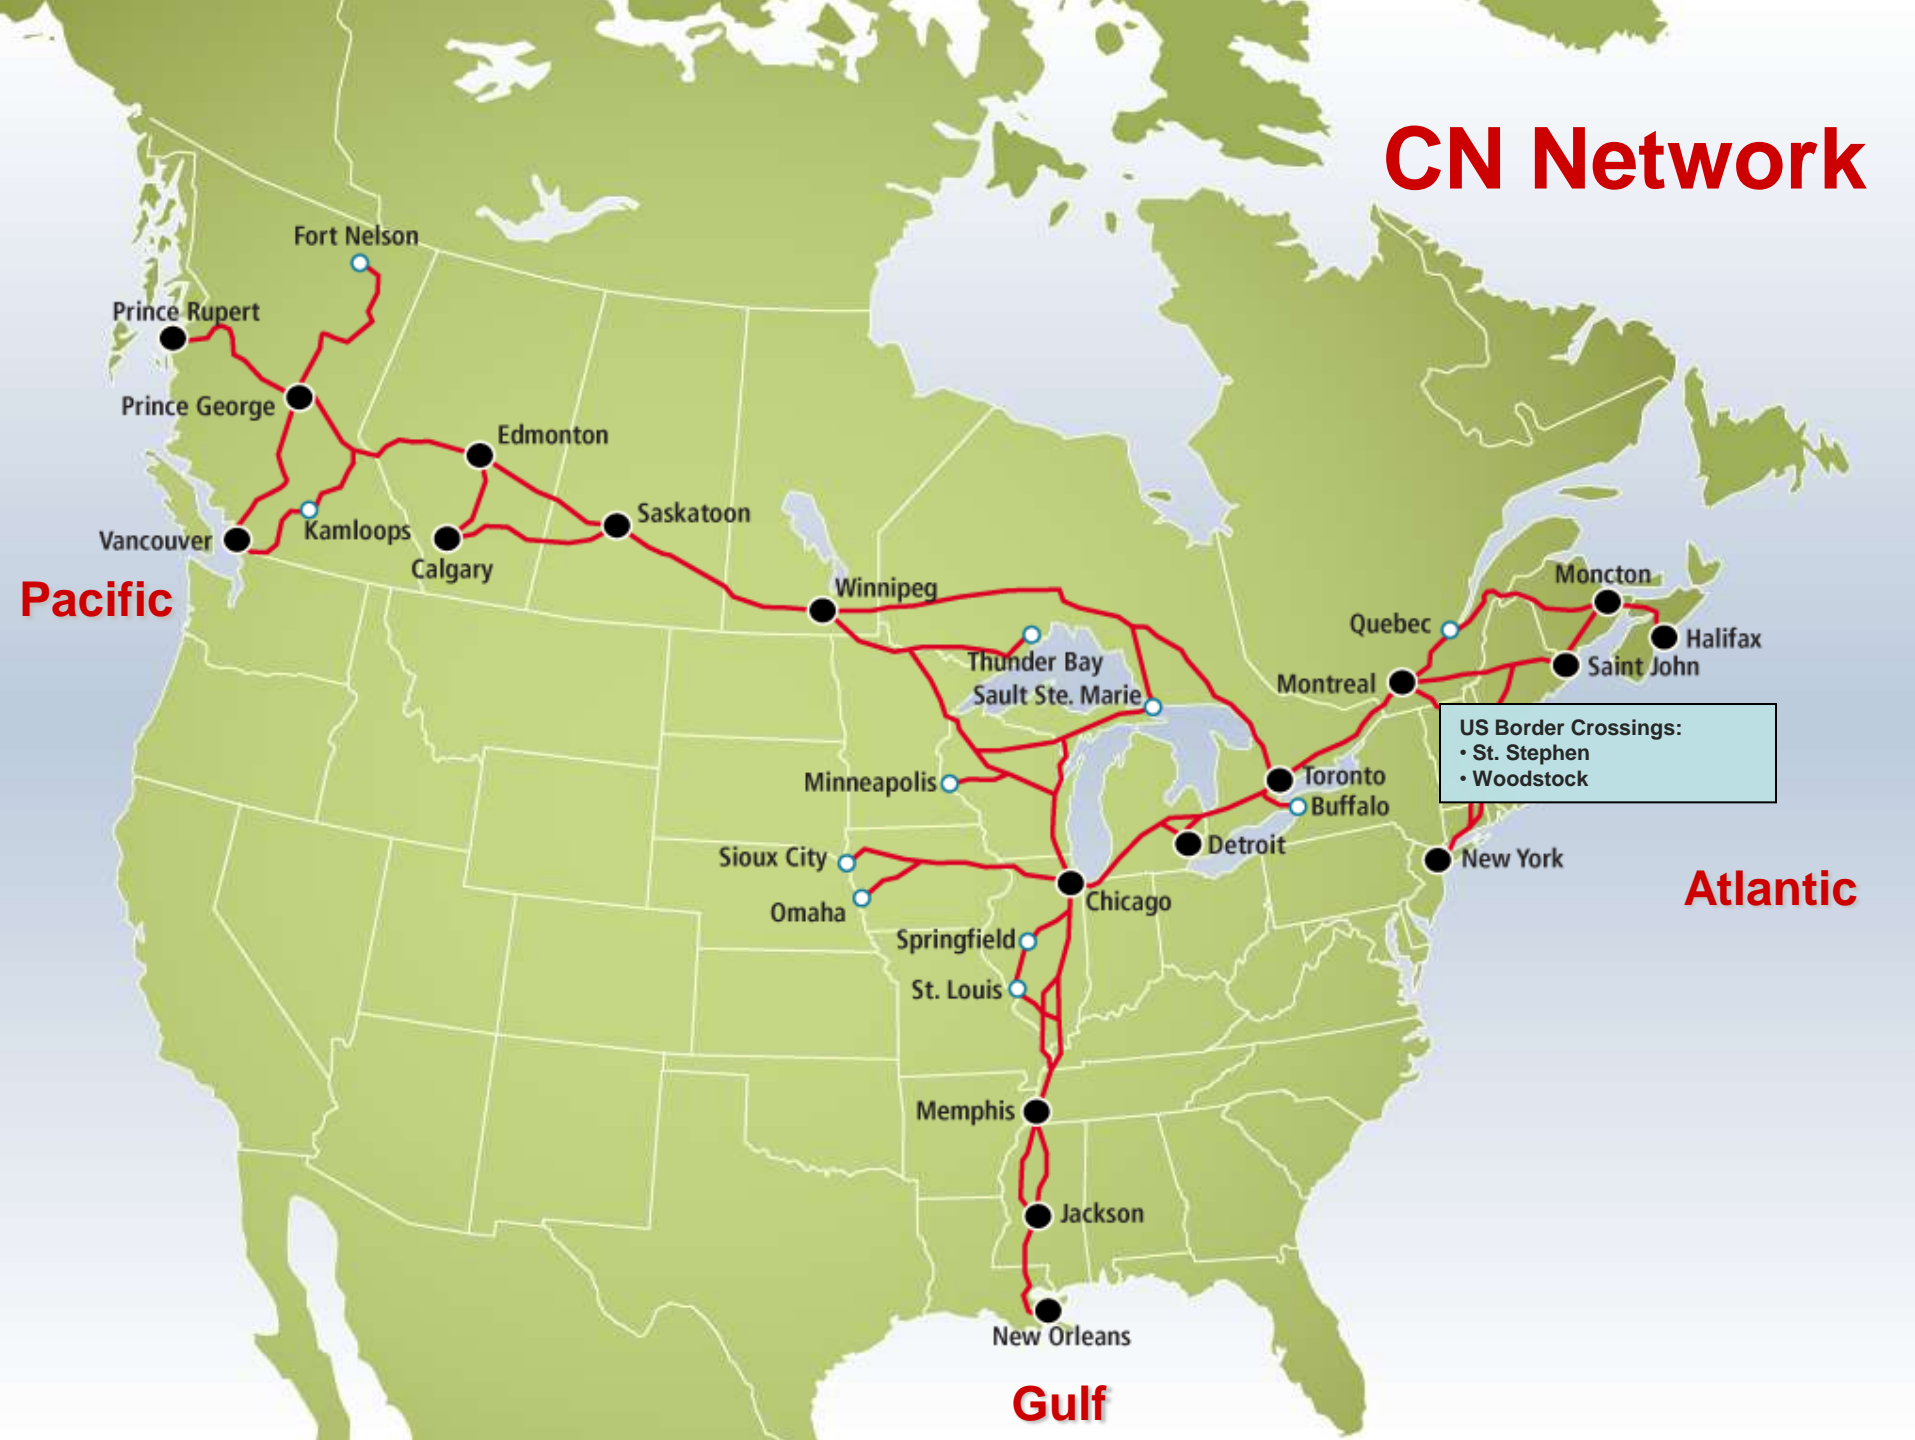 CN Network
Fort Nelson
Prince Rupert
Prince George
Edmonton
Saskatoon
Kamloops
Vancouver
Calgary
Pacific
Winnipeg
Moncton
Quebec
Halifax
Thunder Bay
Saint John
Montreal
Sault Ste. Marie
US Border Crossings:
• St. Stephen
• Woodstock
Minneapolis
Toronto
Buffalo
Detroit
Sioux City
New York
Atlantic
Chicago
Omaha
Springfield
St. Louis
Memphis
Jackson
New Orleans
Gulf